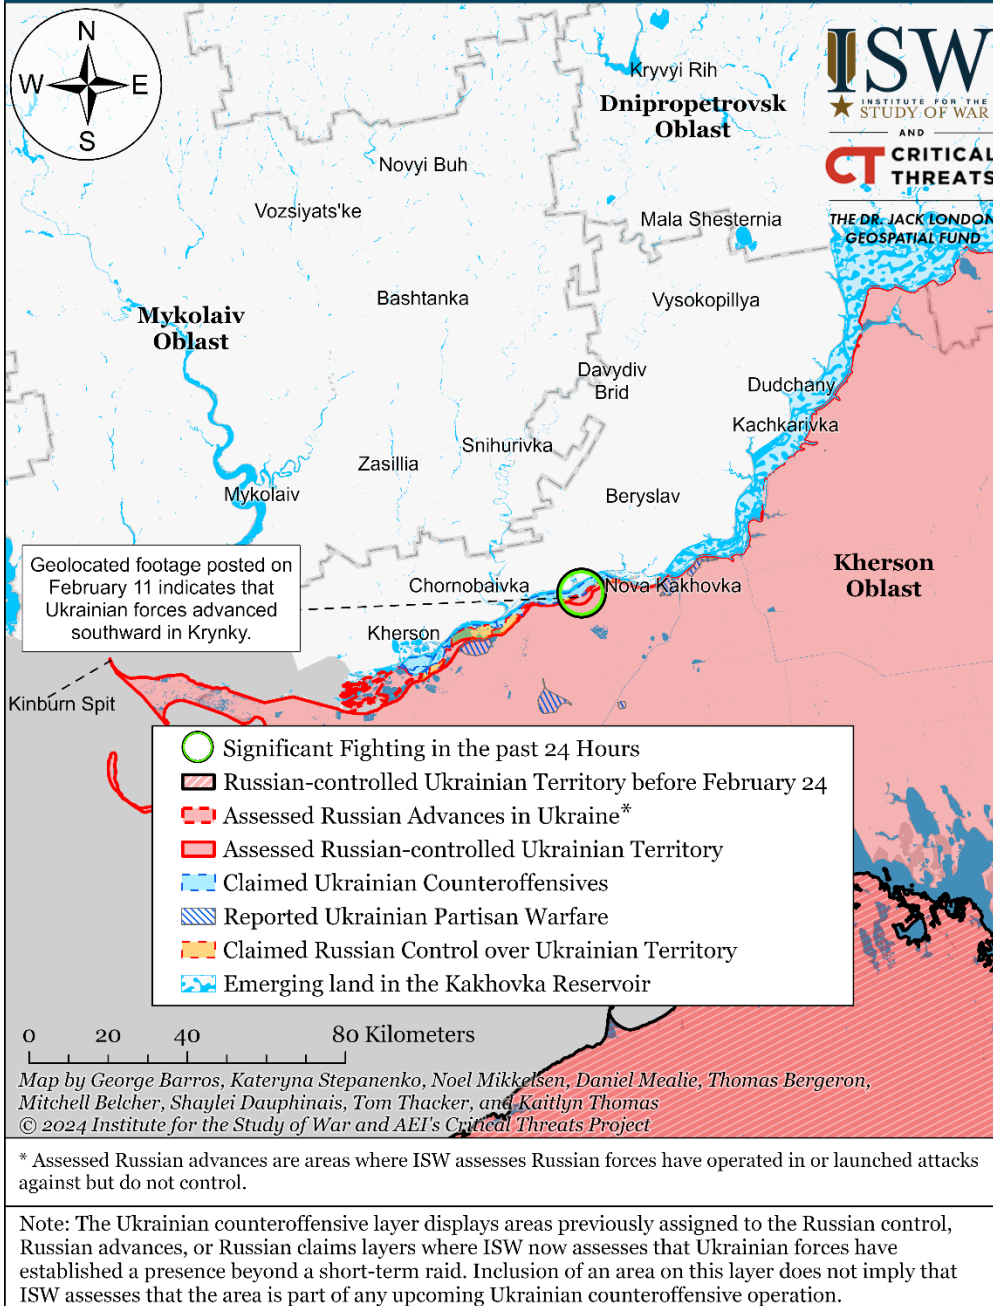 N
W E
S
ISW
INSTITUTE FOR THE
STUDY OF WAR
AND
CT CRITICAL
THREATS
THE DR. JACK LONDON
GEOSPATIAL FUND
Kryvyi Rih
Dnipropetrovsk
Oblast
Novyi Buh
Vozsiyats'ke
Mala Shesternia
Bashtanka
Vysokopillya
Mykolaiv
Oblast
Davydiv
Brid
Dudchany
Kachkarivka
Snihurivka
Zasillia
Mykolaiv
Beryslav
Geolocated footage posted on
February 11 indicates that
Ukrainian forces advanced
southward in Krynky.
Kherson
Oblast
Chornobaivka
Nova Kakhovka
Kherson
Kinburn Spit
Significant Fighting in the past 24 Hours
Russian-controlled Ukrainian Territory before February 24
Assessed Russian Advances in Ukraine*
Assessed Russian-controlled Ukrainian Territory
Claimed Ukrainian Counteroffensives
Reported Ukrainian Partisan Warfare
Claimed Russian Control over Ukrainian Territory
Emerging land in the Kakhovka Reservoir
0 20 40 80 Kilometers
Map by George Barros, Kateryna Stepanenko, Noel Mikkelsen, Daniel Mealie, Thomas Bergeron,
Mitchell Belcher, Shaylei Dauphinais, Tom Thacker, and Kaitlyn Thomas
© 2024 Institute for the Study of War and AEI's Critical Threats Project
* Assessed Russian advances are areas where ISW assesses Russian forces have operated in or launched attacks
against but do not control.
Note: The Ukrainian counteroffensive layer displays areas previously assigned to the Russian control,
Russian advances, or Russian claims layers where ISW now assesses that Ukrainian forces have
established a presence beyond a short-term raid. Inclusion of an area on this layer does not imply that
ISW assesses that the area is part of any upcoming Ukrainian counteroffensive operation.